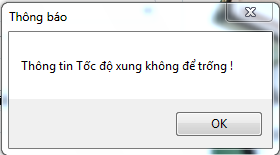 Thông báo
Thông tin Tốc độ xung không để trống !
OK